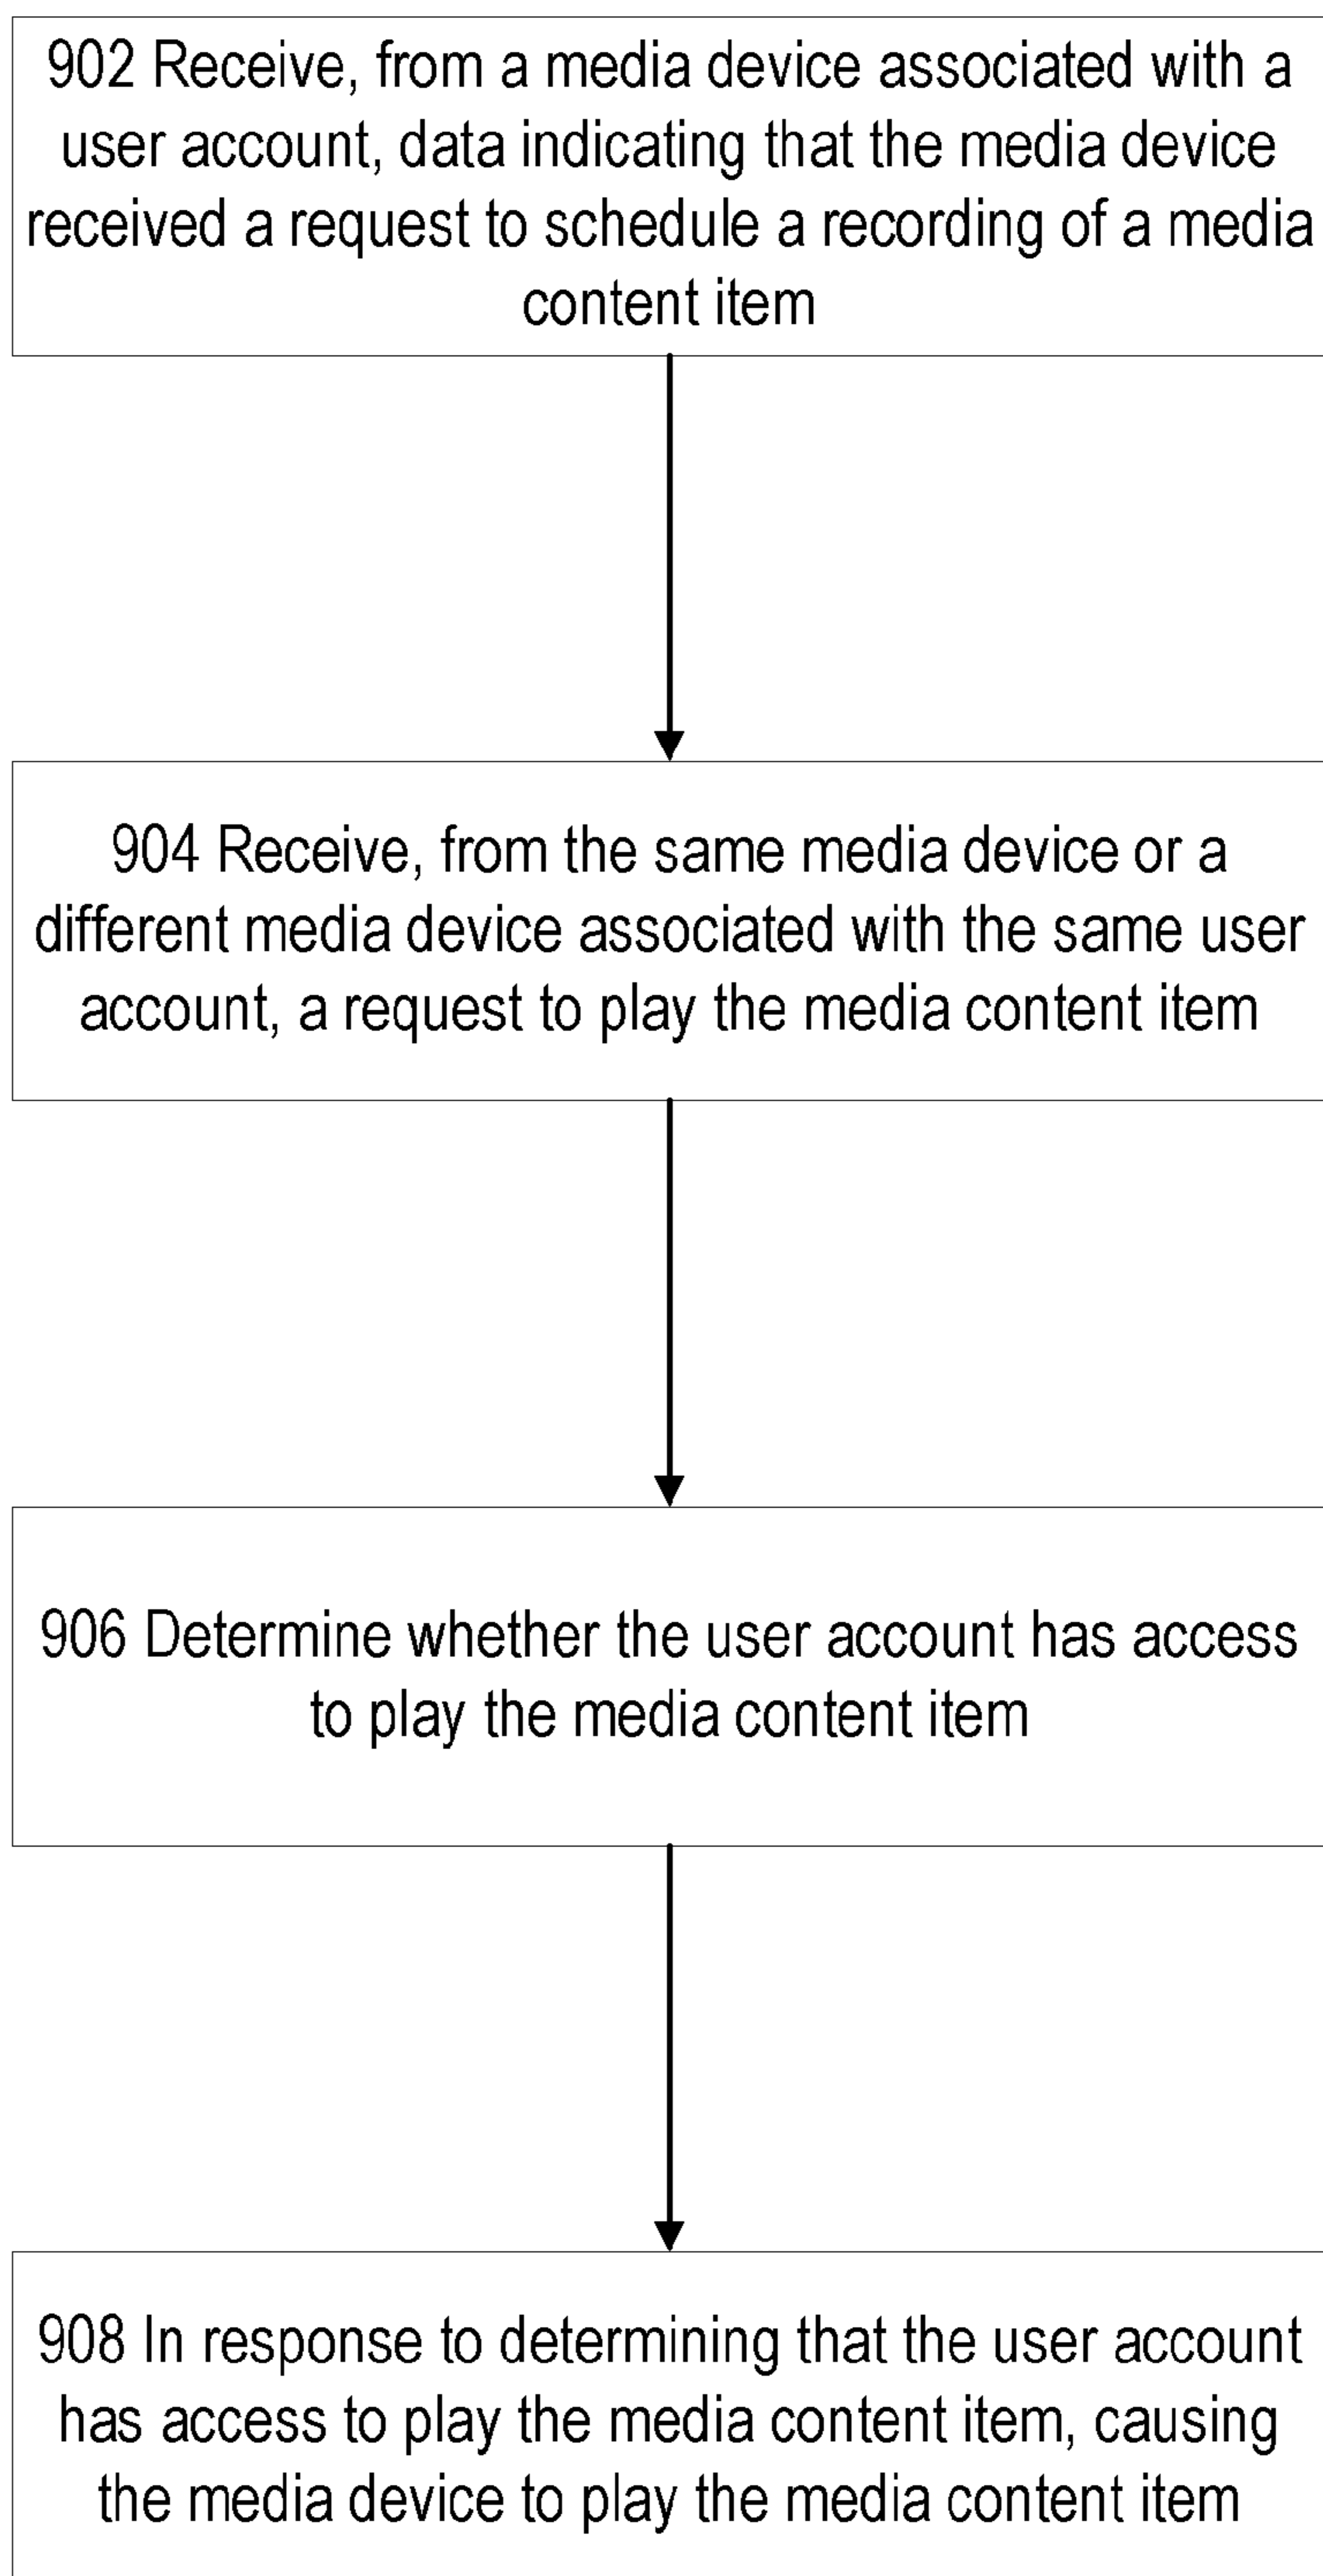 902 Receive, from a media device associated with a
user account, data indicating that the media device
received a request to schedule a recording of a media
content item
904 Receive, from the same media device or a
different media device associated with the same user
account, a request to play the media content item
906 Determine whether the user account has access
to play the media content item
908 In response to determining that the user account
has access to play the media content item, causing
the media device to play the media content item